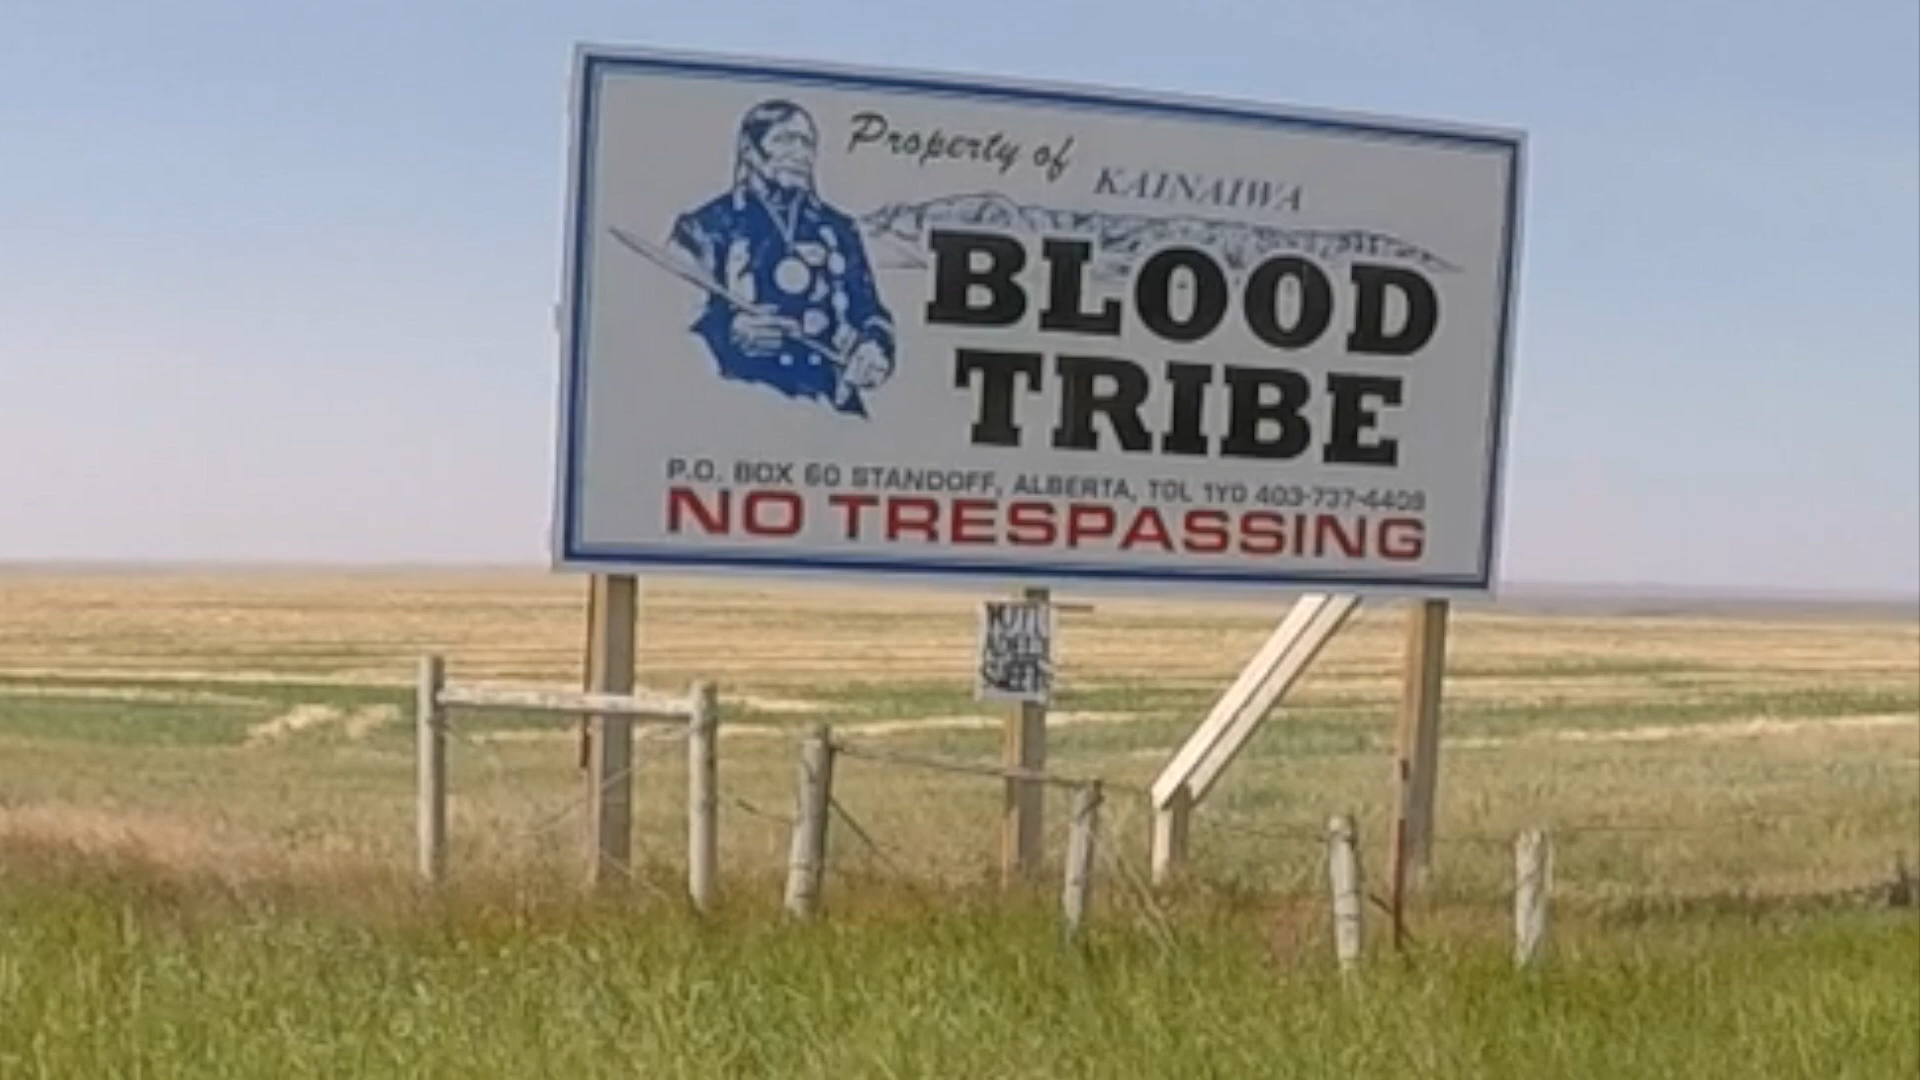 Property of
KAINAIWA
BLOOD
TRIBE
P.O. BOX 60 STANDOFF, ALBERTA, T0L 1Y0 403-737-4409
NO TRESPASSING